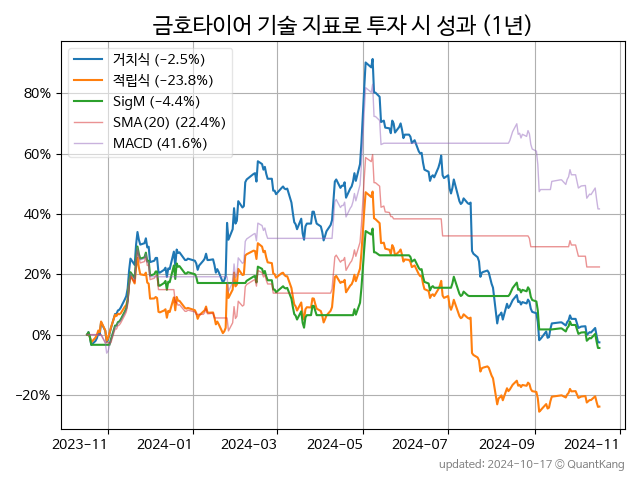 금호타이어 기술 지표로 투자 시 성과 (1년)
거치식 (−2.5%)
적립식 (−23.8%)
SigM (−4.4%)
SMA(20) (22.4%)
MACD (41.6%)
80%
60%
40%
20%
0%
−20%
2023-11 2024-01 2024-03 2024-05 2024-07 2024-09 2024-11
updated: 2024-10-17 © QuantKang